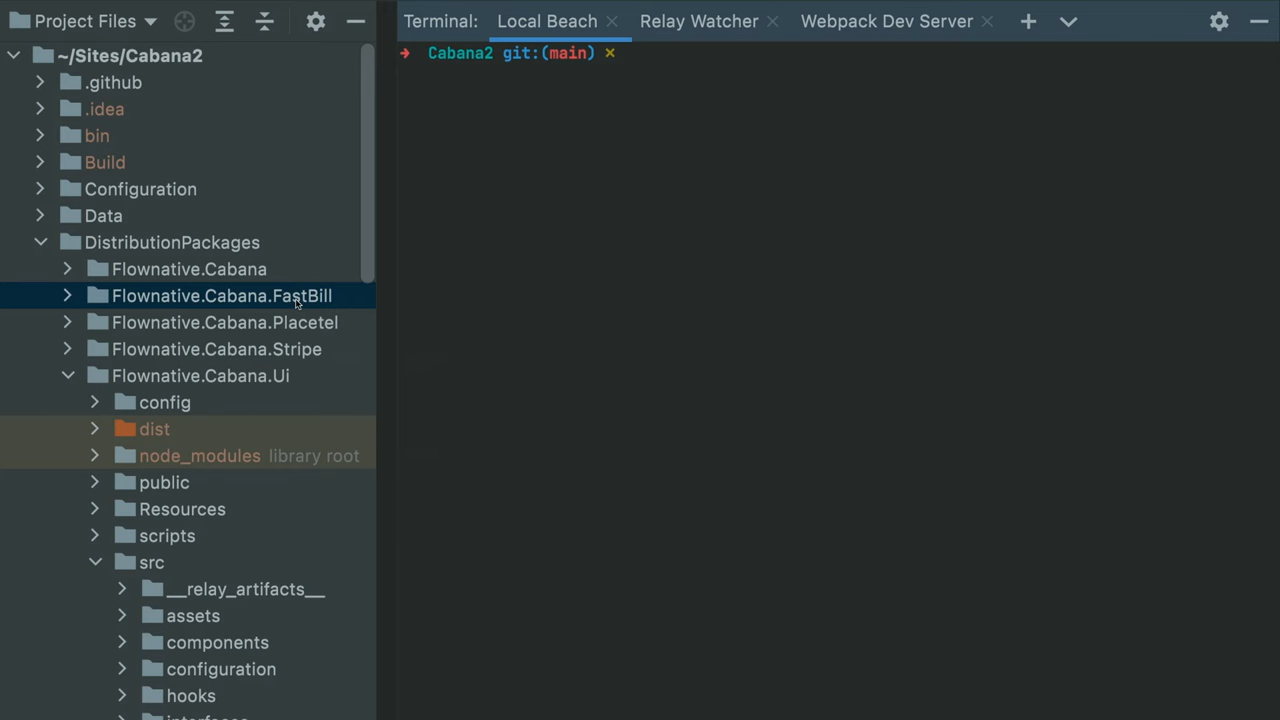 Project Files
~/Sites/Cabana2
.github
.idea
bin
Build
Configuration
Data
DistributionPackages
Flownative.Cabana
Flownative.Cabana.FastBill
Flownative.Cabana.Placetel
Flownative.Cabana.Stripe
Flownative.Cabana.Ui
config
dist
node_modules library root
public
Resources
scripts
src
__relay_artifacts__
assets
components
configuration
hooks
interfaces
Terminal: Local Beach × Relay Watcher × Webpack Dev Server ×
➜ Cabana2 git:(main) ×